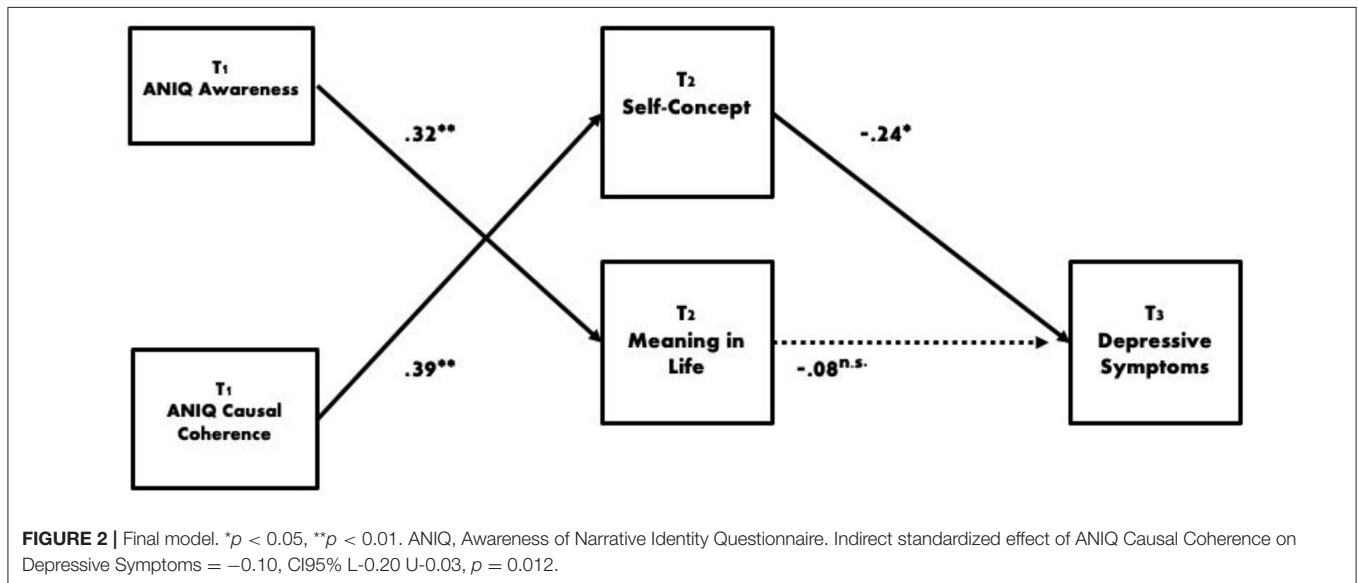 T1
ANIQ Awareness
T2
Self-Concept
.32**
-.24*
T1
ANIQ Causal
Coherence
.39**
T2
Meaning in
Life
-.08n.s.
T3
Depressive
Symptoms
FIGURE 2 | Final model. *p < 0.05, **p < 0.01. ANIQ, Awareness of Narrative Identity Questionnaire. Indirect standardized effect of ANIQ Causal Coherence on
Depressive Symptoms = −0.10, CI95% L-0.20 U-0.03, p = 0.012.